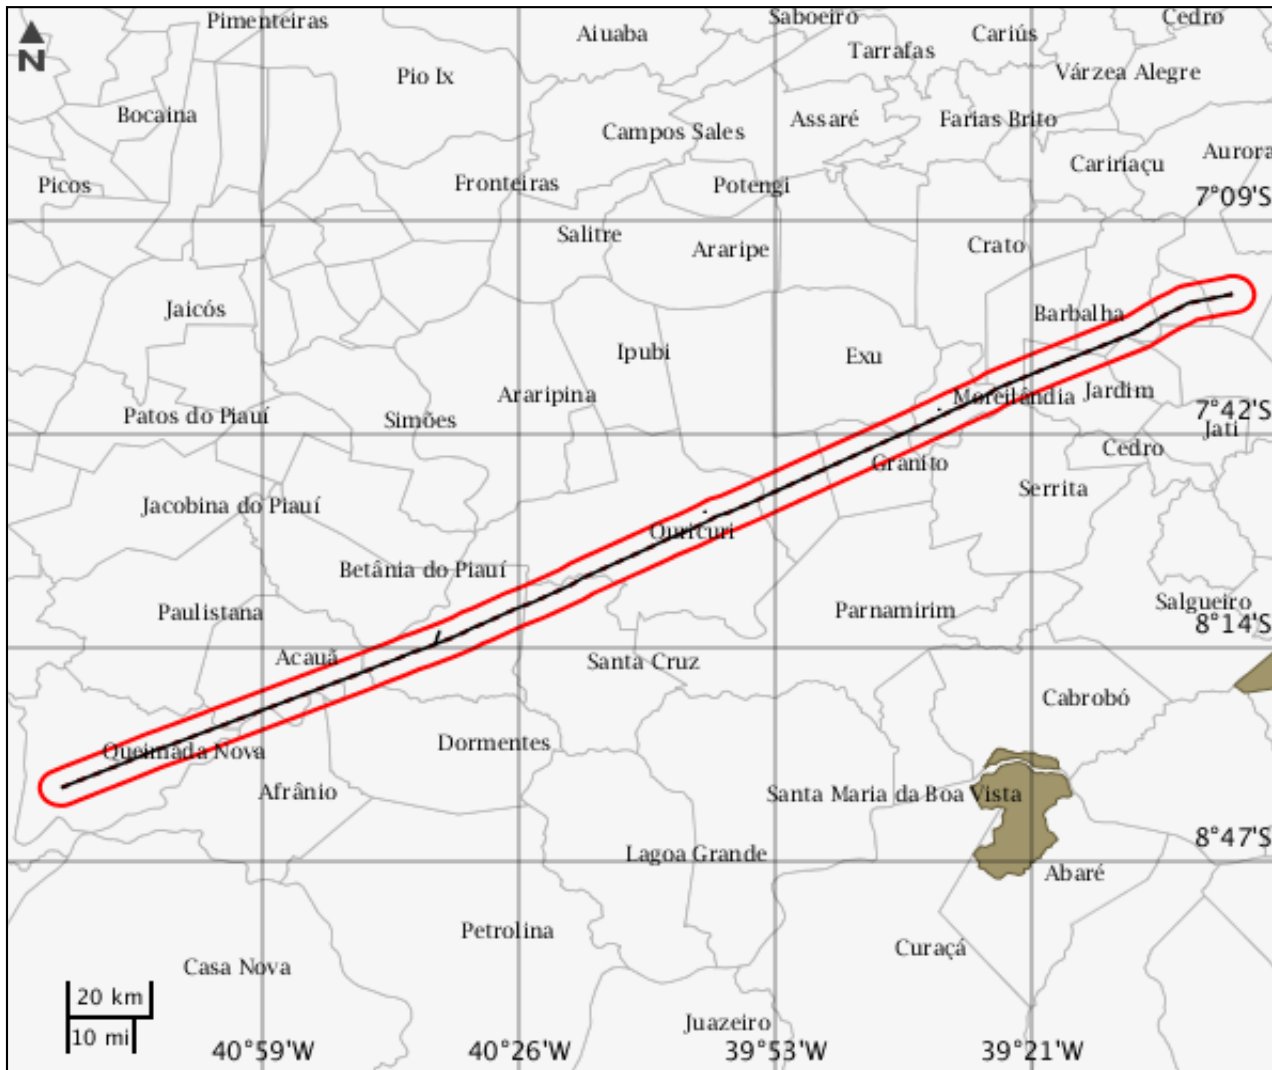 Pimenteiras
Saboeiro
Cedro
N
Aiuaba
Cariús
Tarrafas
Pio Ix
Várzea Alegre
Bocaina
Campos Sales
Assaré
Farias Brito
Aurora
Caririaçu
Picos
Fronteiras
Potengi
7°09'S
Salitre
Araripe
Crato
Jaicós
Barbalha
Ipubi
Exu
Araripina
Moreilândia
Jardim
Patos do Piauí
Simões
7°42'S
Jati
Cedro
Granito
Serrita
Jacobina do Piauí
Ouricuri
Betânia do Piauí
Paulistana
Parnamirim
Salgueiro
8°14'S
Acauã
Santa Cruz
Cabrobó
Queimada Nova
Dormentes
Afrânio
Santa Maria da Boa Vista
8°47'S
Lagoa Grande
Abaré
Petrolina
Curaçá
Casa Nova
20 km
10 mi
Juazeiro
40°59'W
40°26'W
39°53'W
39°21'W